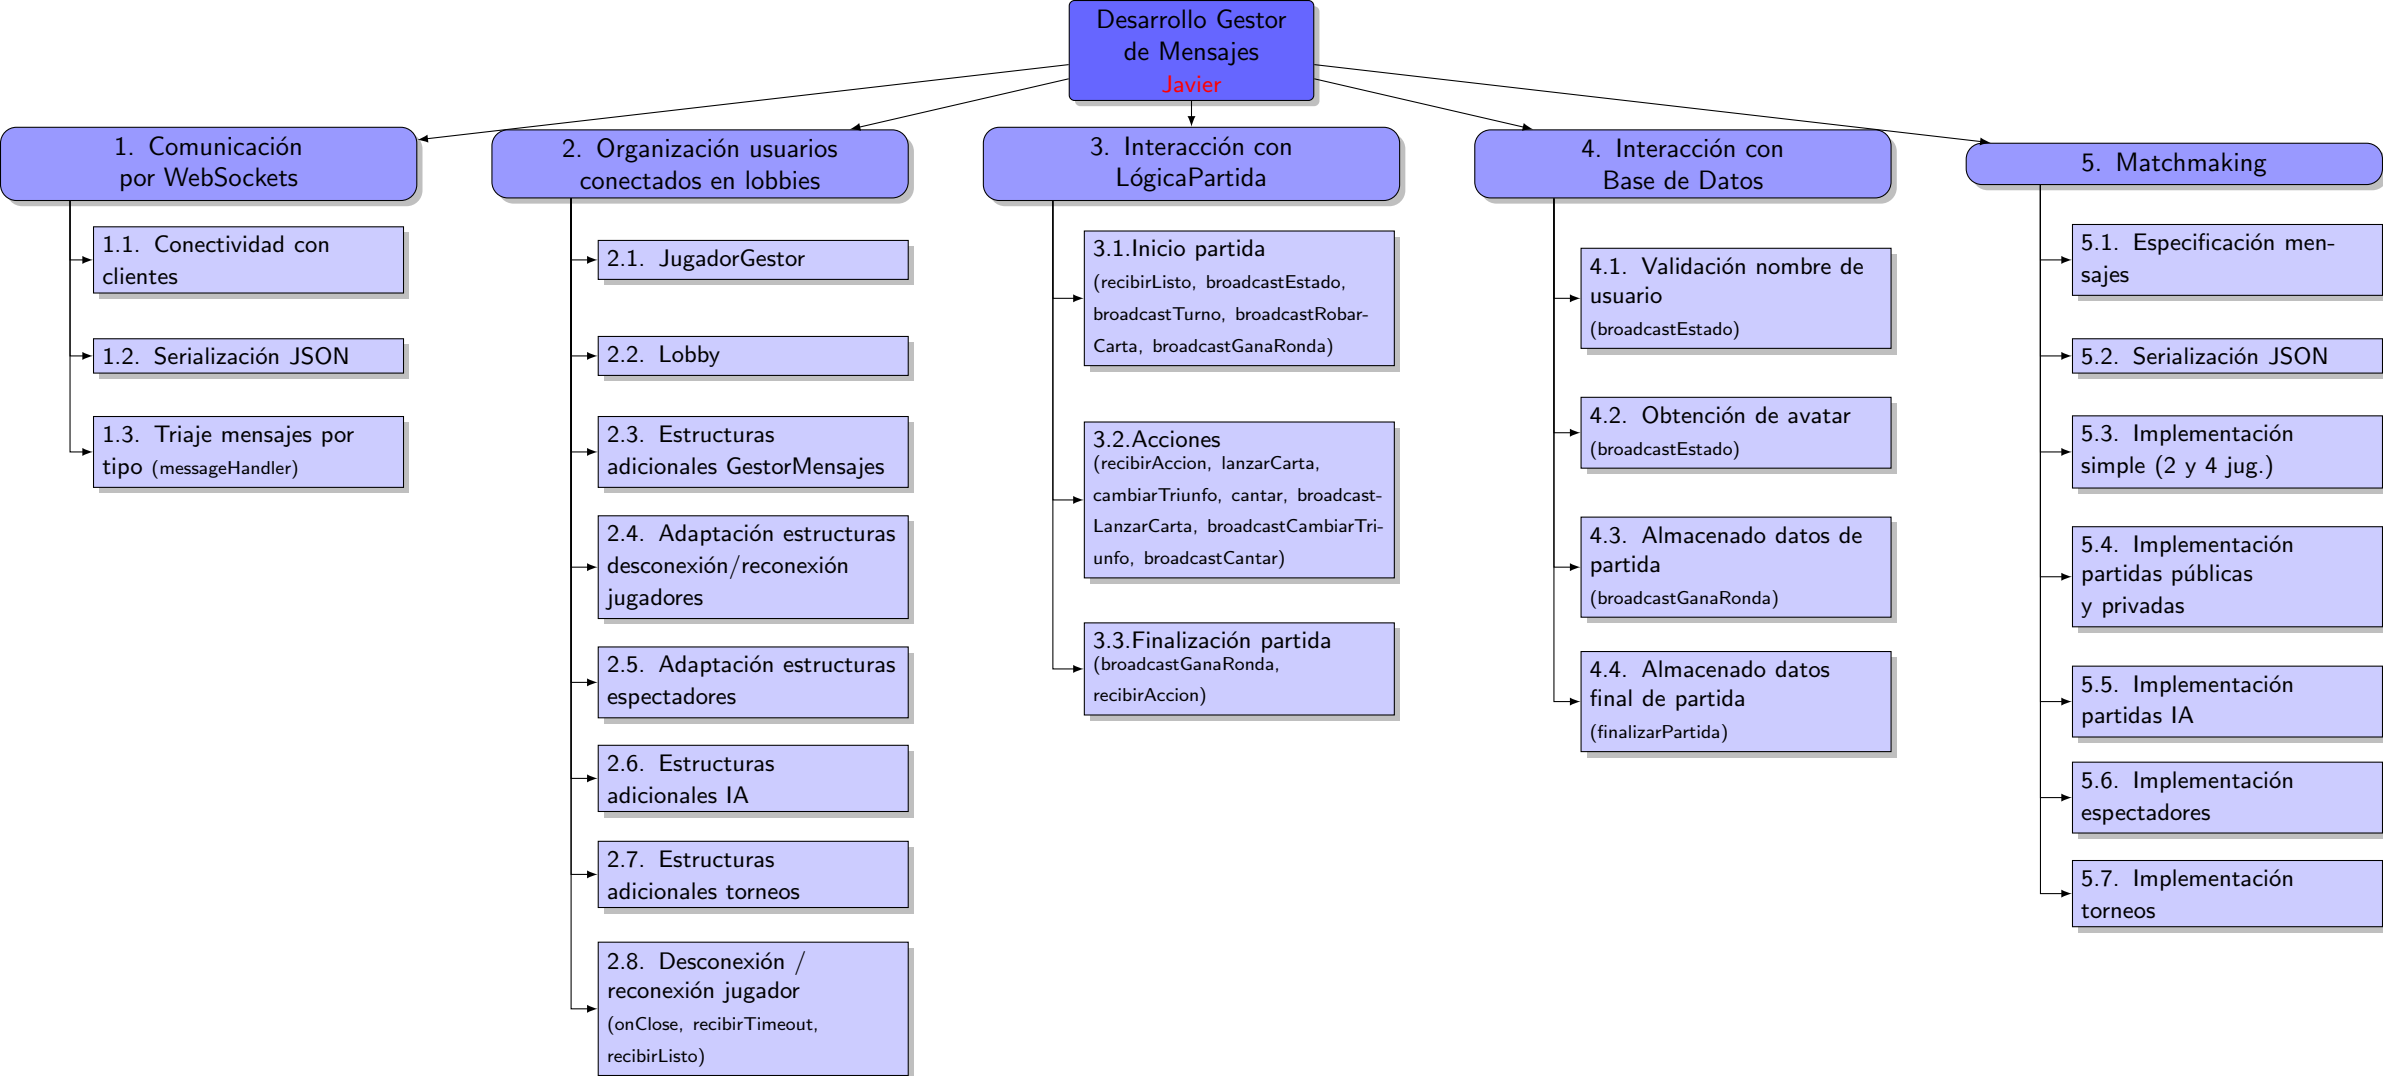 Desarrollo Gestor
de Mensajes
Javier
1. Comunicación
por WebSockets
1.1. Conectividad con
clientes
1.2. Serialización JSON
1.3. Triaje mensajes por
tipo (messageHandler)
2. Organización usuarios
conectados en lobbies
2.1. JugadorGestor
2.2. Lobby
2.3. Estructuras
adicionales GestorMensajes
2.4. Adaptación estructuras
desconexión/reconexión
jugadores
2.5. Adaptación estructuras
espectadores
2.6. Estructuras
adicionales IA
2.7. Estructuras
adicionales torneos
2.8. Desconexión /
reconexión jugador
(onClose, recibirTimeout,
recibirListo)
3. Interacción con
LógicaPartida
3.1.Inicio partida
(recibirListo, broadcastEstado,
broadcastTurno, broadcastRobar-
Carta, broadcastGanaRonda)
3.2.Acciones
(recibirAccion, lanzarCarta,
cambiarTriunfo, cantar, broadcast-
LanzarCarta, broadcastCambiarTri-
unfo, broadcastCantar)
3.3.Finalización partida
(broadcastGanaRonda,
recibirAccion)
4. Interacción con
Base de Datos
4.1. Validación nombre de
usuario
(broadcastEstado)
4.2. Obtención de avatar
(broadcastEstado)
4.3. Almacenado datos de
partida
(broadcastGanaRonda)
4.4. Almacenado datos
final de partida
(finalizarPartida)
5. Matchmaking
5.1. Especificación men-
sajes
5.2. Serialización JSON
5.3. Implementación
simple (2 y 4 jug.)
5.4. Implementación
partidas públicas
y privadas
5.5. Implementación
partidas IA
5.6. Implementación
espectadores
5.7. Implementación
torneos